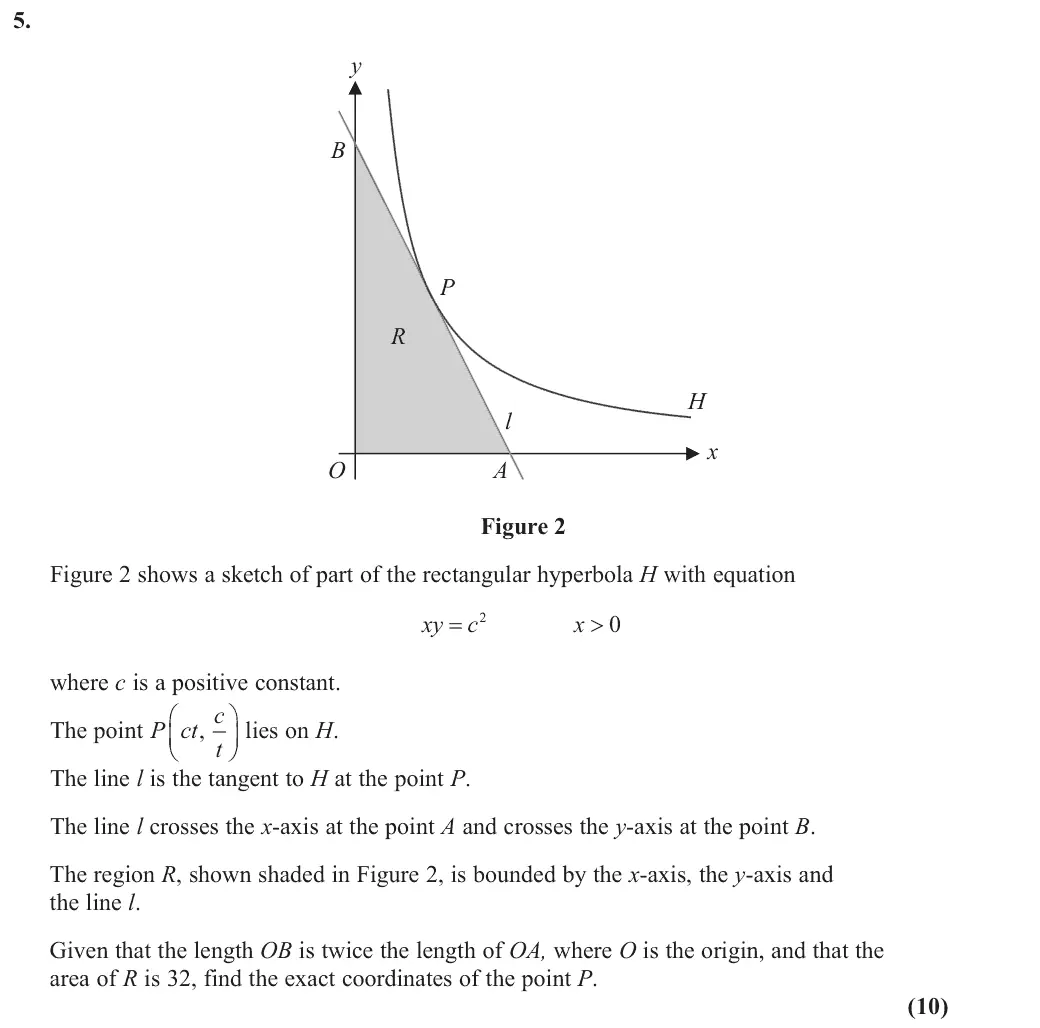 5.
y
B
P
R
H
l
x
O
A
Figure 2
Figure 2 shows a sketch of part of the rectangular hyperbola H with equation
xy = c² x > 0
where c is a positive constant.
The point P(ct, c/t) lies on H.
The line l is the tangent to H at the point P.
The line l crosses the x-axis at the point A and crosses the y-axis at the point B.
The region R, shown shaded in Figure 2, is bounded by the x-axis, the y-axis and
the line l.
Given that the length OB is twice the length of OA, where O is the origin, and that the
area of R is 32, find the exact coordinates of the point P.
(10)